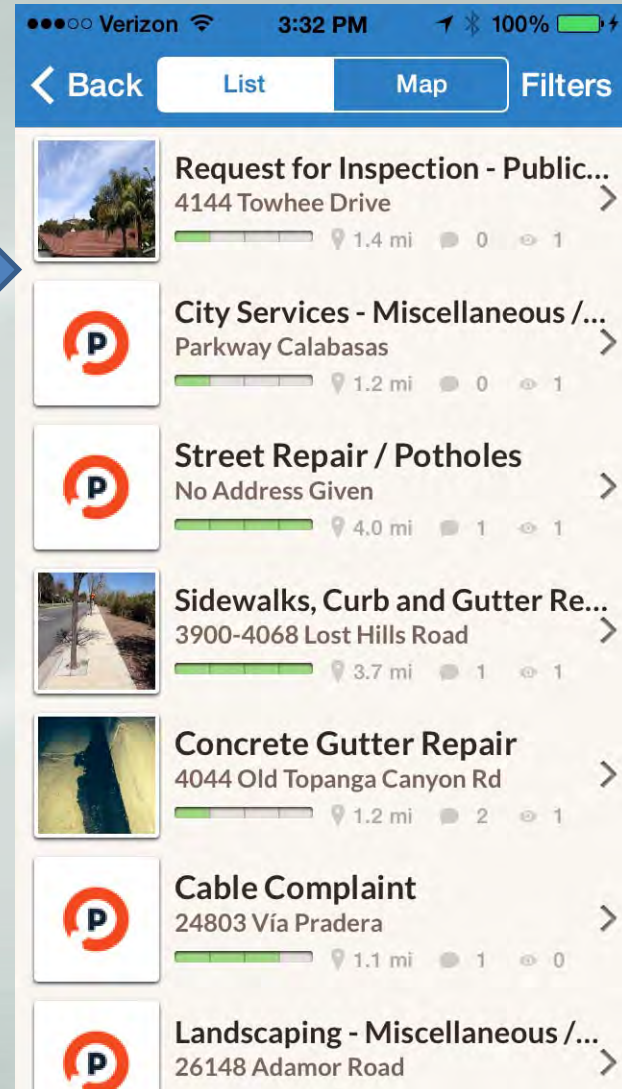 Verizon 3:32 PM 100%
Back List Map Filters
Request for Inspection - Public...
4144 Towhee Drive
1.4 mi 0 1
P
City Services - Miscellaneous /...
Parkway Calabasas
1.2 mi 0 1
P
Street Repair / Potholes
No Address Given
4.0 mi 1 1
Sidewalks, Curb and Gutter Re...
3900-4068 Lost Hills Road
3.7 mi 1 1
Concrete Gutter Repair
4044 Old Topanga Canyon Rd
1.2 mi 2 1
P
Cable Complaint
24803 Vía Pradera
1.1 mi 1 0
P
Landscaping - Miscellaneous /...
26148 Adamor Road